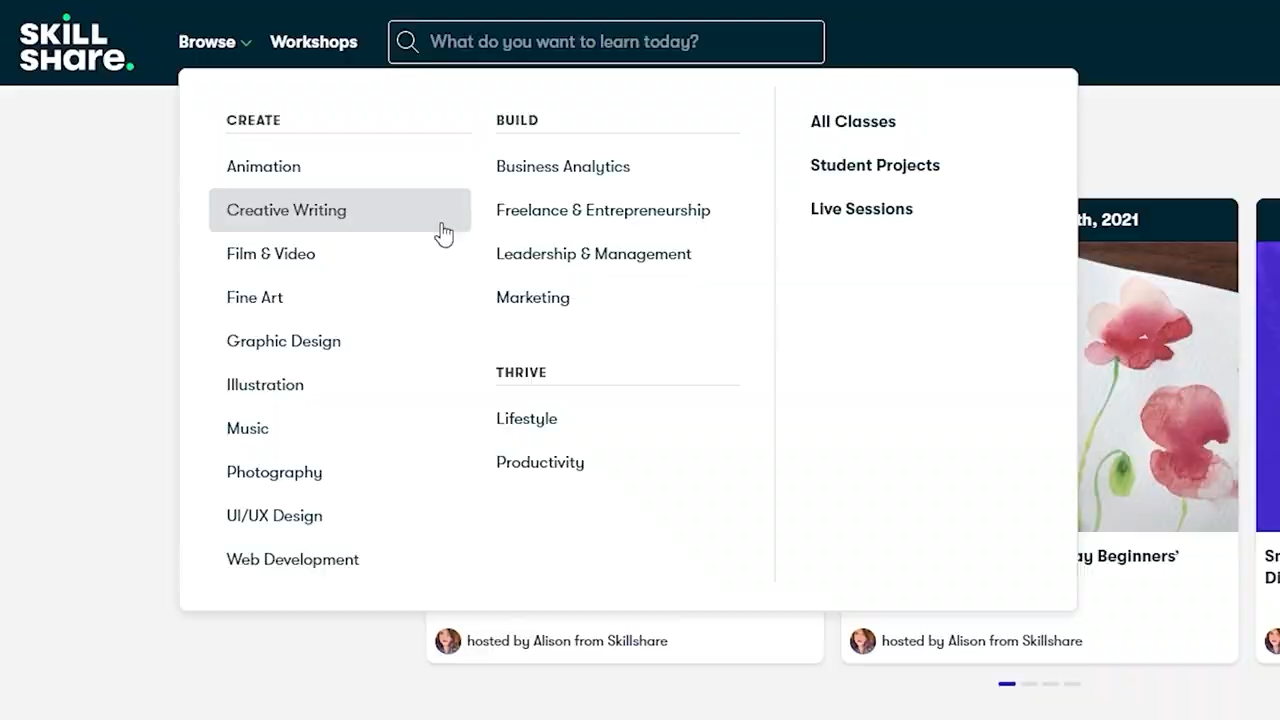 SKiLL
SHare.
Browse
Workshops
What do you want to learn today?
CREATE
Animation
Creative Writing
Film & Video
Fine Art
Graphic Design
Illustration
Music
Photography
UI/UX Design
Web Development
BUILD
Business Analytics
Freelance & Entrepreneurship
Leadership & Management
Marketing
THRIVE
Lifestyle
Productivity
All Classes
Student Projects
Live Sessions
th, 2021
ay Beginners’
hosted by Alison from Skillshare
hosted by Alison from Skillshare